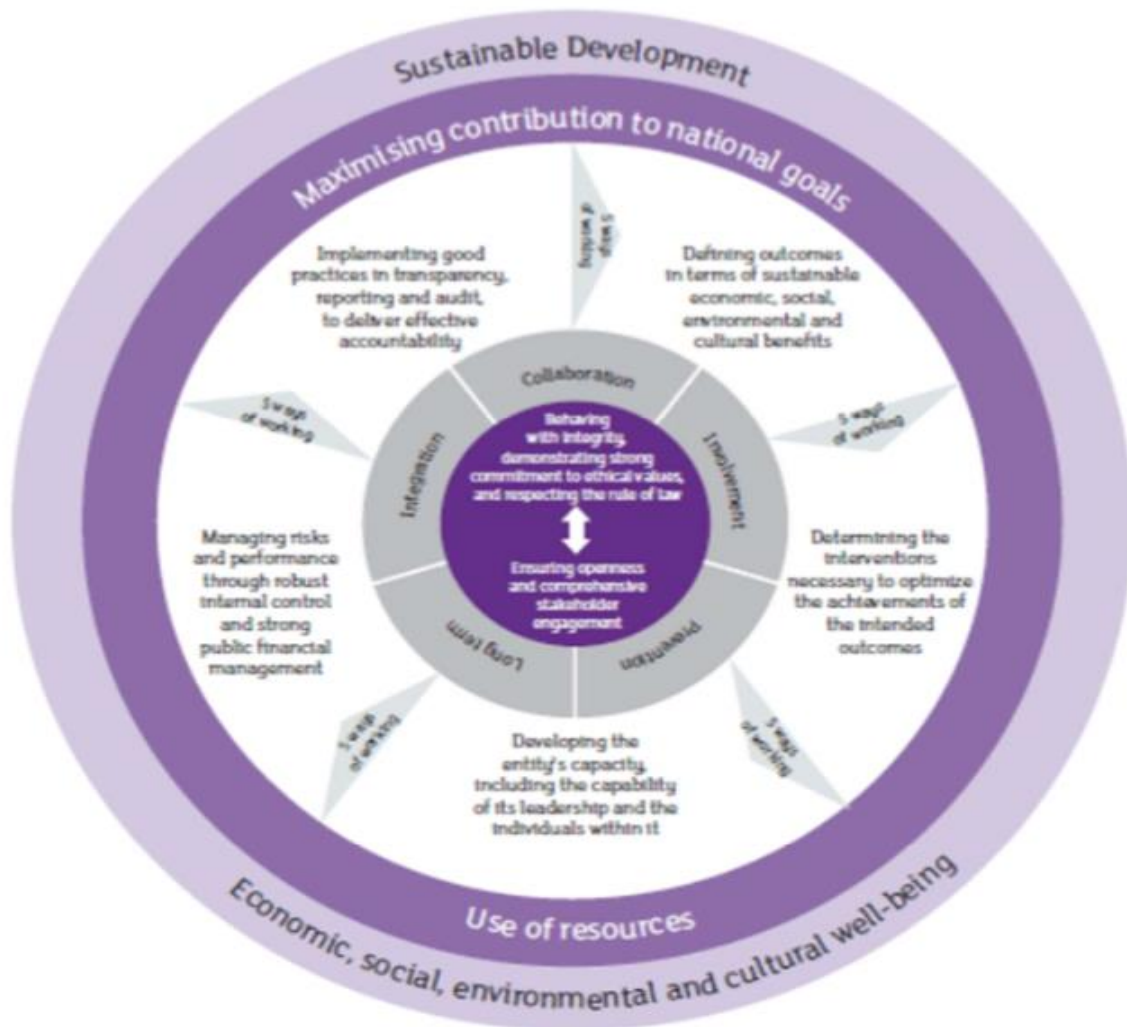 Sustainable Development
Maximising contribution to national goals
5 ways
of working
Implementing good
practices in transparency,
reporting and audit,
to deliver effective
accountability
Defining outcomes
in terms of sustainable
economic, social,
environmental and
cultural benefits
5 ways
of working
5 ways
of working
Collaboration
Integration
Involvement
Behaving
with integrity,
demonstrating strong
commitment to ethical values,
and respecting the rule of law
Ensuring openness
and comprehensive
stakeholder
engagement
Managing risks
and performance
through robust
internal control
and strong
public financial
management
Determining the
interventions
necessary to optimize
the achievements of
the intended
outcomes
Long term
Prevention
5 ways
of working
5 ways
of working
Developing the
entity's capacity,
including the capability
of its leadership and the
individuals within it
Use of resources
Economic, social, environmental and cultural well-being